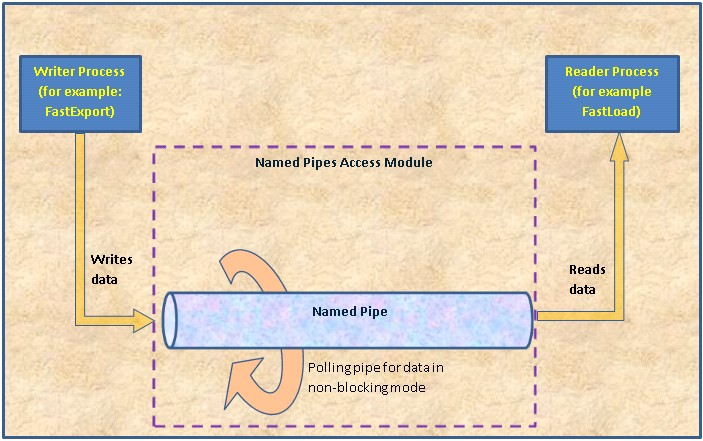 Writer Process
(for example:
FastExport)
Reader Process
(for example
FastLoad)
Named Pipes Access Module
Writes
data
Reads
data
Named Pipe
Polling pipe for data in
non-blocking mode